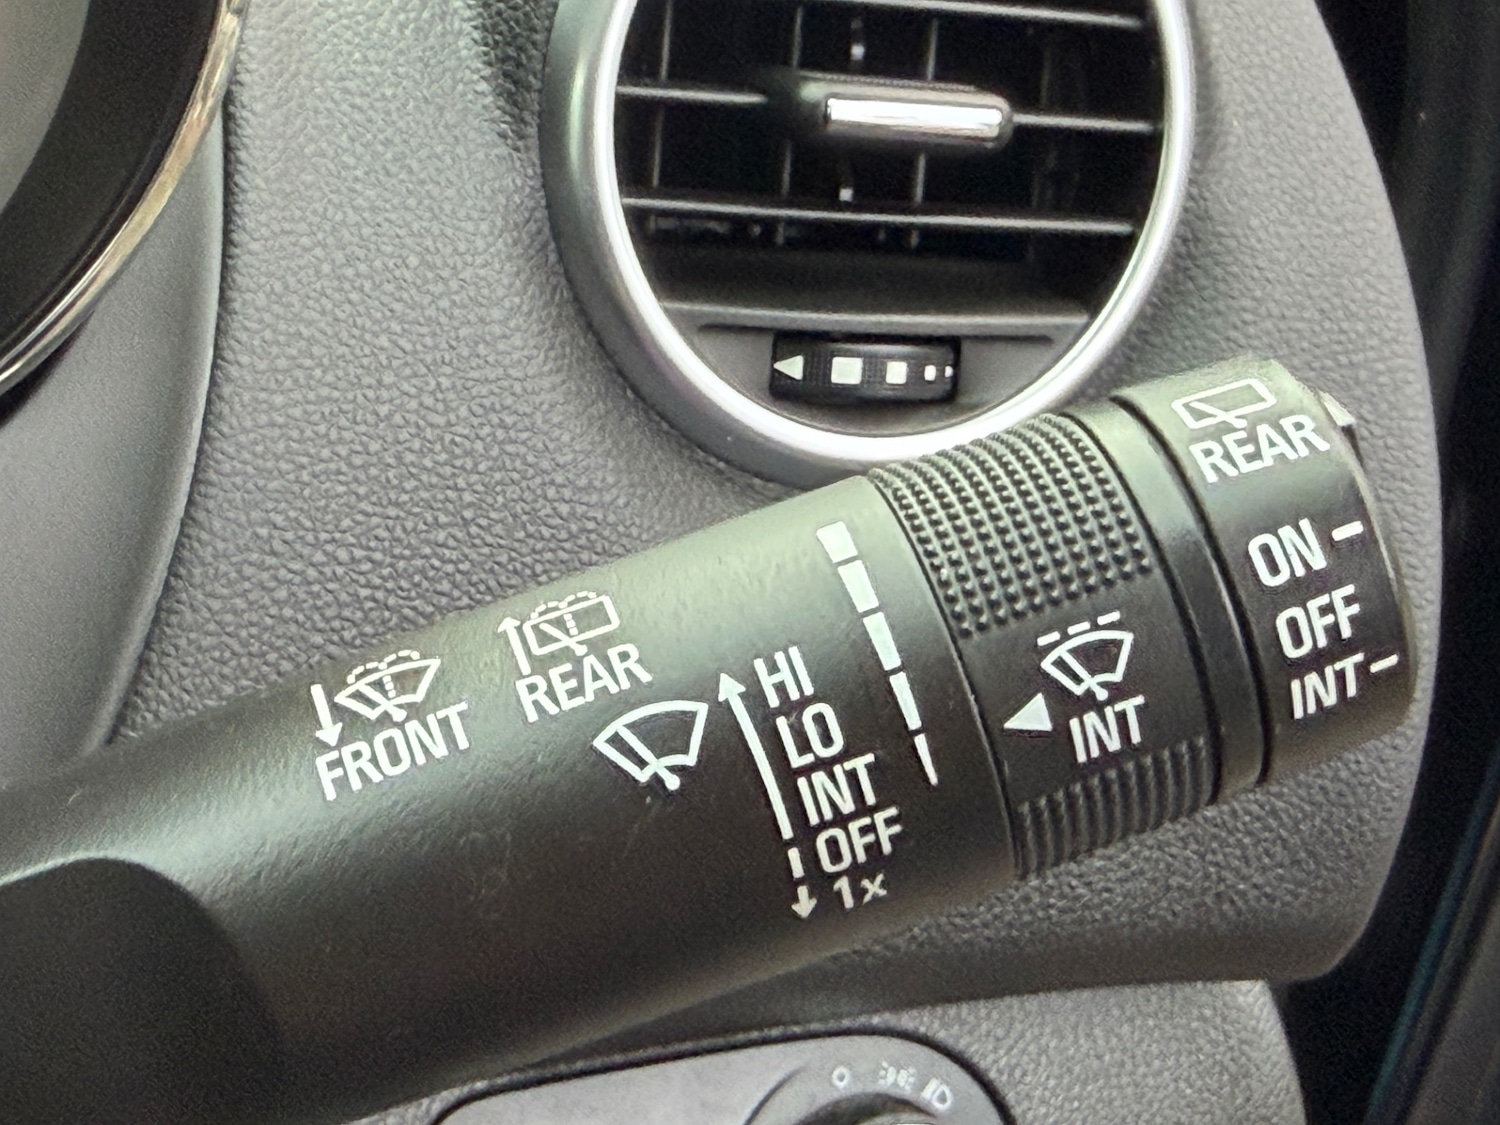 FRONT
REAR
HI
LO
INT
OFF
1x
INT
REAR
ON
OFF
INT